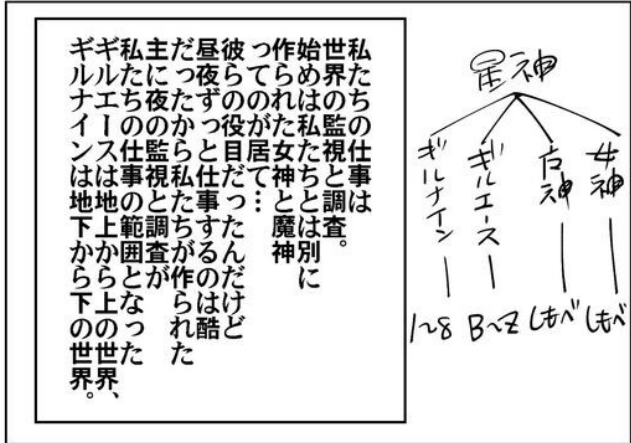 星神
女神
占神
ギルエース
ギルナイン
しもべ
しもべ
B~Z
1~8
私たちの仕事は
世界の監視と調査。
始めは私たちとは別に
作られた女神と魔神
ってのが居て…
彼らの役目だったんだけど
昼夜ずっと仕事するのは酷
だったから私たちが作られた
主に夜の監視と調査が
私たちの仕事の範囲となった
ギルエースは地上から上の世界、
ギルナインは地下から下の世界。